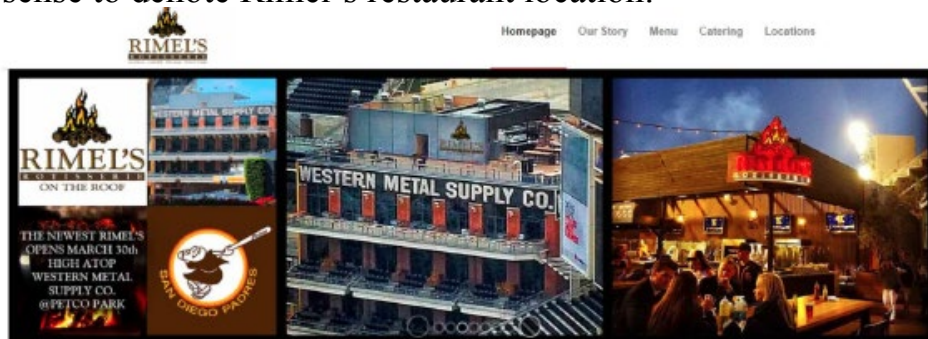 sense to denote Rimel's restaurant location.
RIMEL'S
ROTISSERIE
Homepage Our Story Menu Catering Locations
RIMEL'S
ROTISSERIE
ON THE ROOF
WESTERN METAL SUPPLY CO.
THE NEWEST RIMEL'S
OPENS MARCH 30th
HIGH ATOP
WESTERN METAL
SUPPLY CO.
@PETCO PARK
SAN DIEGO PADRES
WESTERN METAL SUPPLY CO.